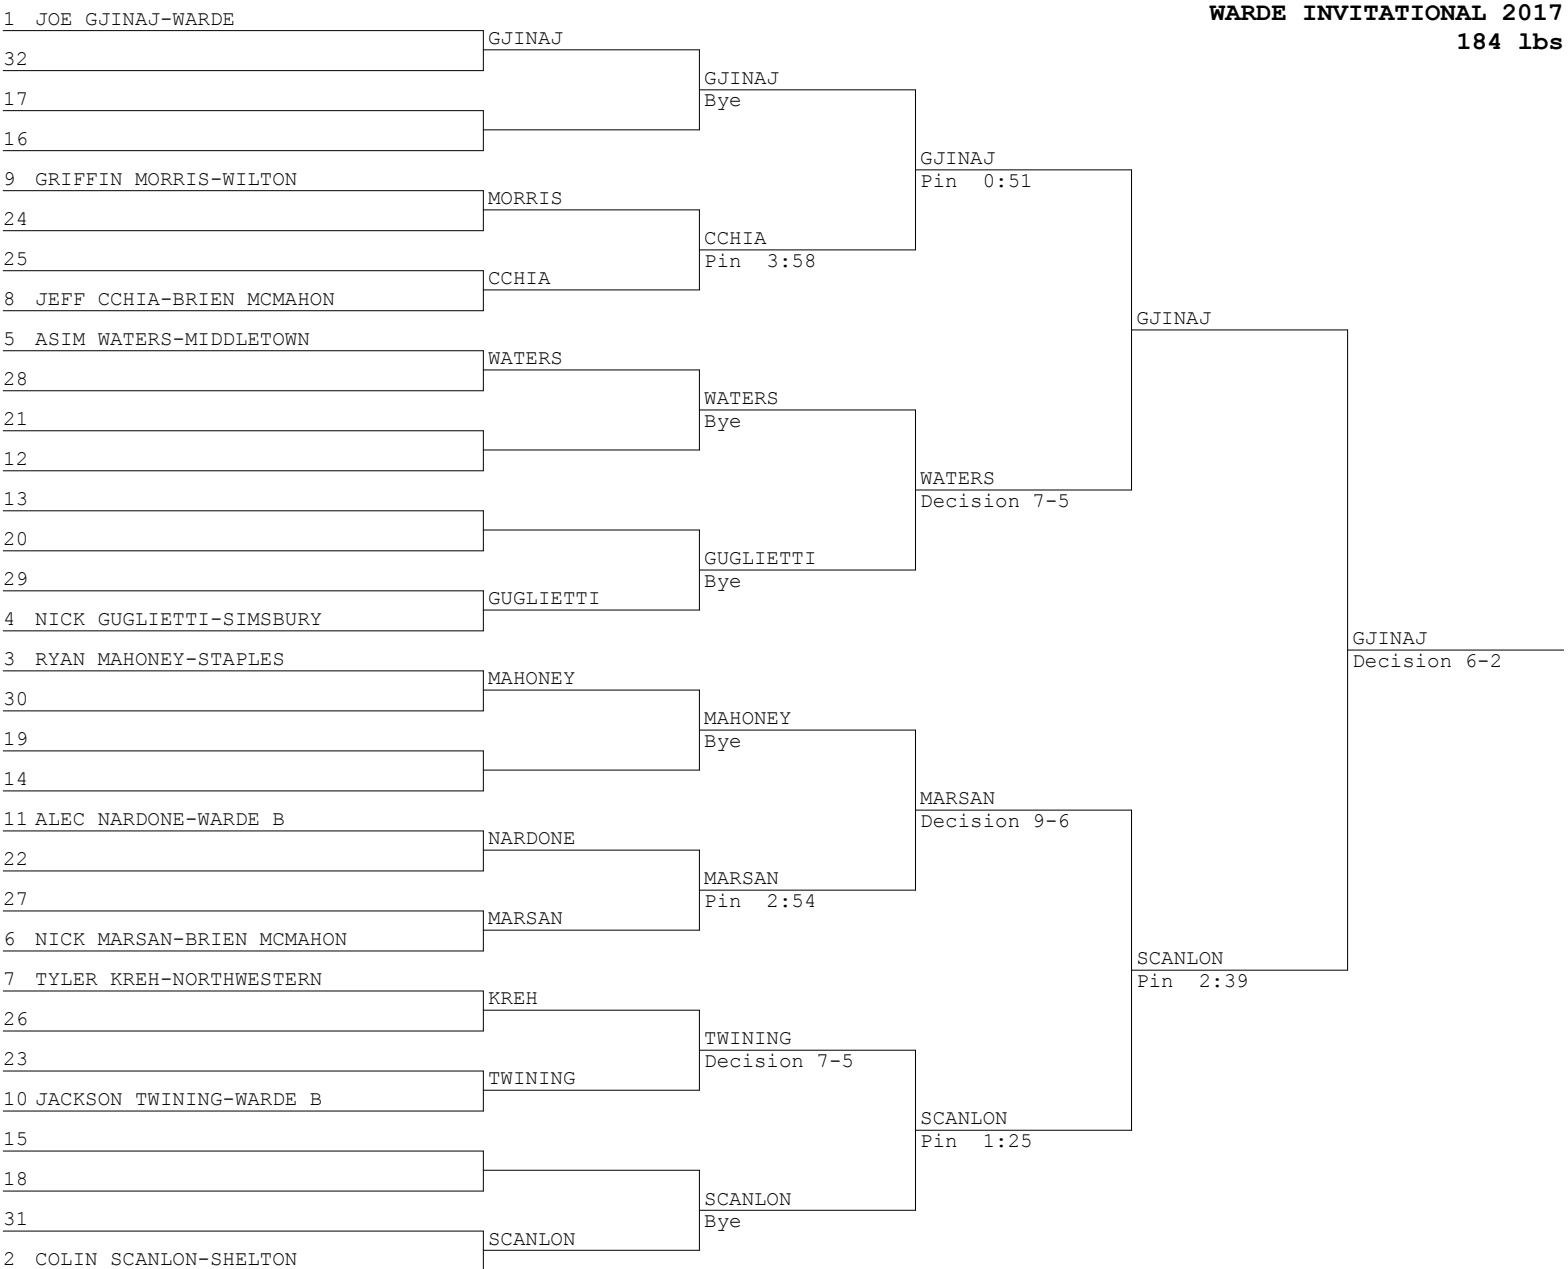 WARDE INVITATIONAL 2017
184 lbs
1 JOE GJINAJ-WARDE
32
17
16
9 GRIFFIN MORRIS-WILTON
24
25
8 JEFF CCHIA-BRIEN MCMAHON
5 ASIM WATERS-MIDDLETOWN
28
21
12
13
20
29
4 NICK GUGLIETTI-SIMSBURY
3 RYAN MAHONEY-STAPLES
30
19
14
11 ALEC NARDONE-WARDE B
22
27
6 NICK MARSAN-BRIEN MCMAHON
7 TYLER KREH-NORTHWESTERN
26
23
10 JACKSON TWINING-WARDE B
15
18
31
2 COLIN SCANLON-SHELTON
GJINAJ
MORRIS
CCHIA
WATERS
GUGLIETTI
MAHONEY
NARDONE
MARSAN
KREH
TWINING
SCANLON
GJINAJ
Bye
CCHIA
Pin 3:58
WATERS
Bye
GUGLIETTI
Bye
MAHONEY
Bye
MARSAN
Pin 2:54
TWINING
Decision 7-5
SCANLON
Bye
GJINAJ
Pin 0:51
WATERS
Decision 7-5
MARSAN
Decision 9-6
SCANLON
Pin 1:25
GJINAJ
SCANLON
Pin 2:39
GJINAJ
Decision 6-2